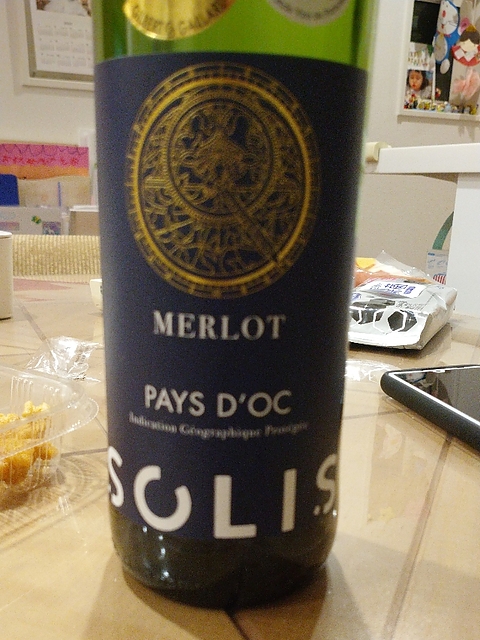 MERLOT
PAYS D'OC
Indication Géographique Protégée
SOLIS